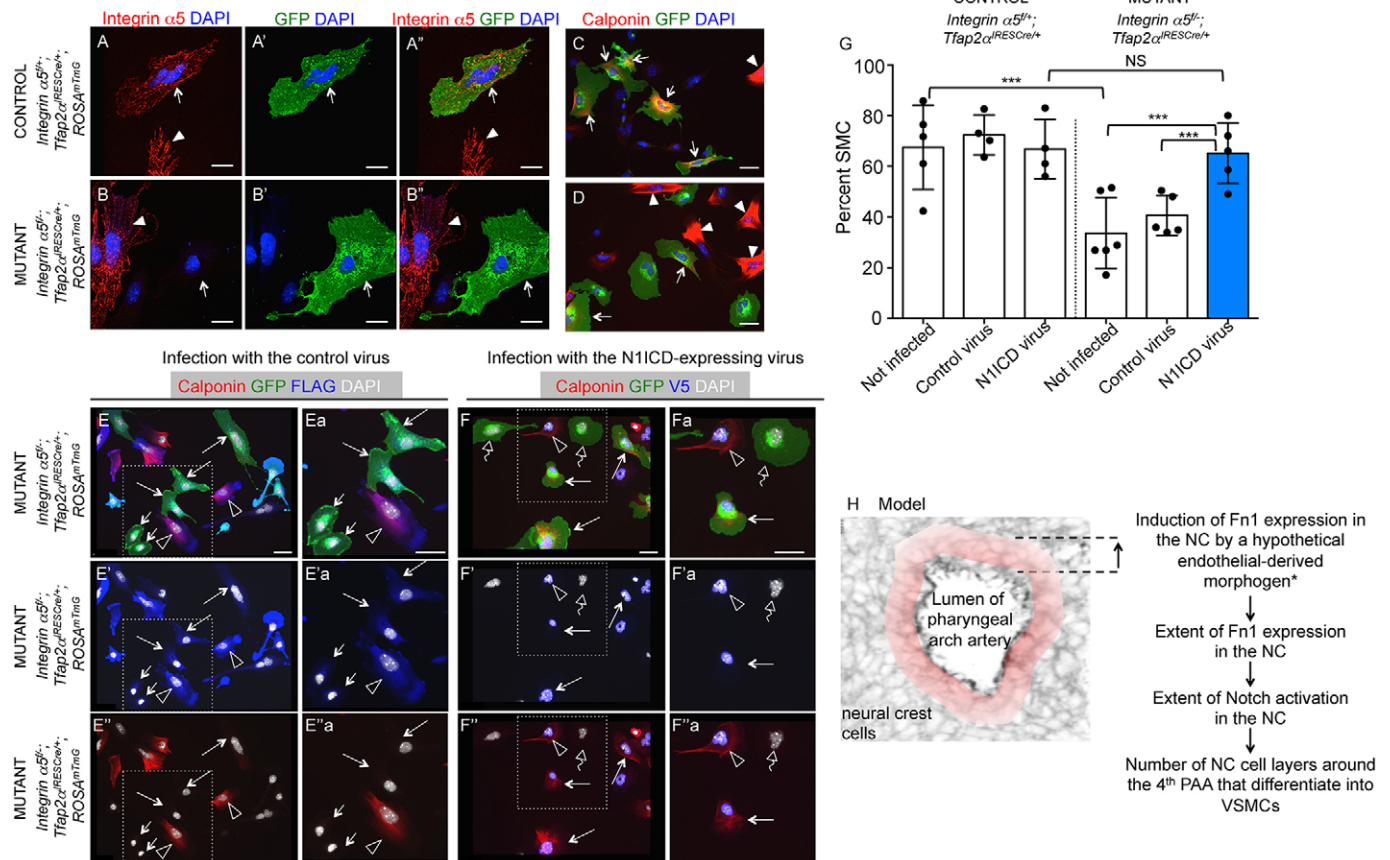 Integrin α5 DAPI
GFP DAPI
Integrin α5 GFP DAPI
Calponin GFP DAPI
CONTROL
Integrin α5f/+;
Tfap2αIRESCre/+;
ROSAmTmG
A
A'
A''
C
MUTANT
Integrin α5f/-;
Tfap2αIRESCre/+;
ROSAmTmG
B
B'
B''
D
CONTROL
Integrin α5f/+;
Tfap2αIRESCre/+
MUTANT
Integrin α5f/-;
Tfap2αIRESCre/+
G
NS
***
***
***
Percent SMC
100
80
60
40
20
0
Not infected
Control virus
N1ICD virus
Not infected
Control virus
N1ICD virus
Infection with the control virus
Calponin GFP FLAG DAPI
Infection with the N1ICD-expressing virus
Calponin GFP V5 DAPI
MUTANT
Integrin α5f/-;
Tfap2αIRESCre/+;
ROSAmTmG
E
Ea
F
Fa
MUTANT
Integrin α5f/-;
Tfap2αIRESCre/+;
ROSAmTmG
E'
E'a
F'
F'a
MUTANT
Integrin α5f/-;
Tfap2αIRESCre/+;
ROSAmTmG
E''
E''a
F''
F''a
H Model
Lumen of
pharyngeal
arch artery
neural crest
cells
Induction of Fn1 expression in
the NC by a hypothetical
endothelial-derived
morphogen*
Extent of Fn1 expression
in the NC
Extent of Notch activation
in the NC
Number of NC cell layers around
the 4th PAA that differentiate into
VSMCs